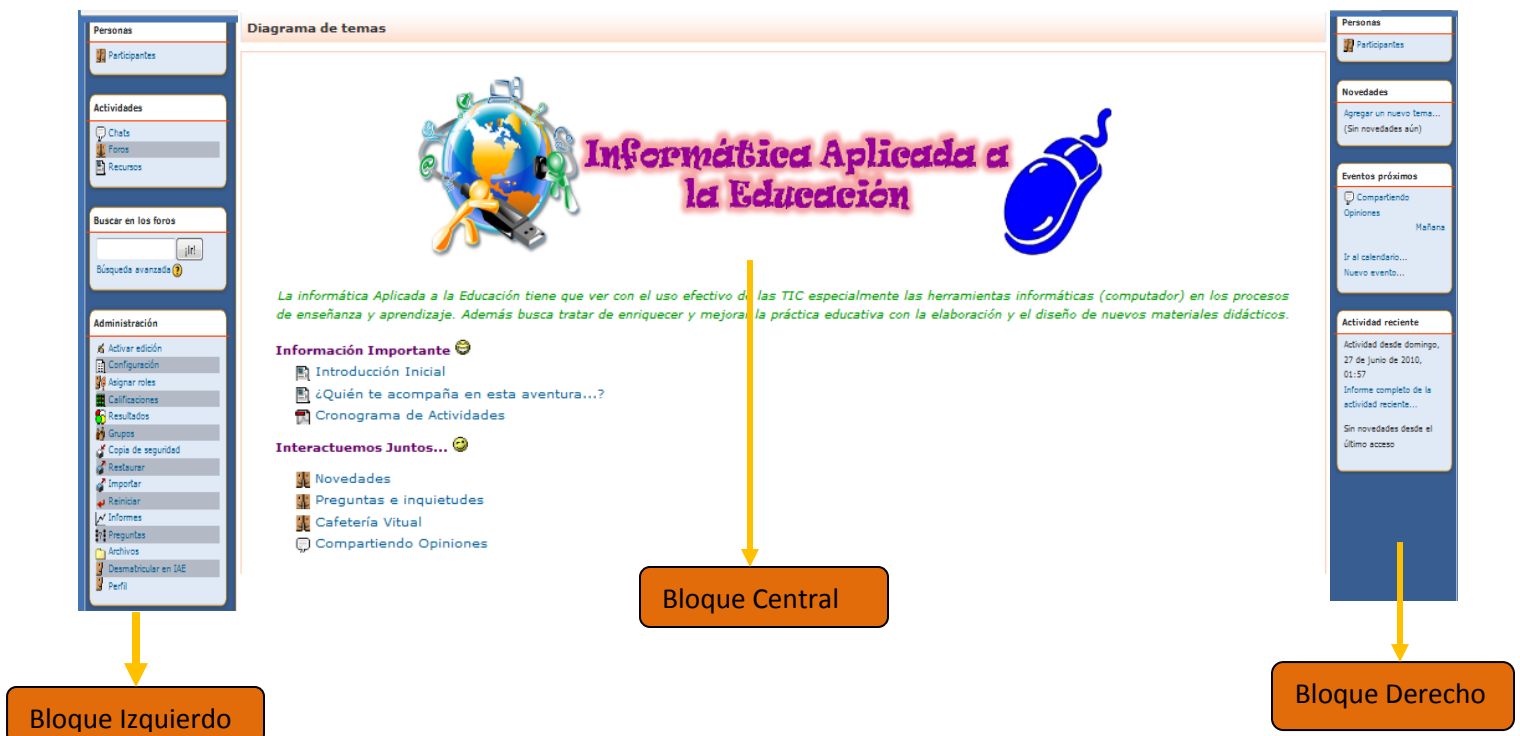 Personas
Participantes
Actividades
Chats
Foros
Recursos
Buscar en los foros
¡Ir!
Búsqueda avanzada ?
Administración
Activar edición
Configuración
Asignar roles
Calificaciones
Resultados
Grupos
Copia de seguridad
Restaurar
Importar
Reiniciar
Informes
Preguntas
Archivos
Desmatricular en IAE
Perfil
Bloque Izquierdo
Diagrama de temas
Informática Aplicada a
la Educación
La informática Aplicada a la Educación tiene que ver con el uso efectivo de las TIC especialmente las herramientas informáticas (computador) en los procesos
de enseñanza y aprendizaje. Además busca tratar de enriquecer y mejorar la práctica educativa con la elaboración y el diseño de nuevos materiales didácticos.
Información Importante
Introducción Inicial
¿Quién te acompaña en esta aventura...?
Cronograma de Actividades
Interactuemos Juntos...
Novedades
Preguntas e inquietudes
Cafetería Vitual
Compartiendo Opiniones
Bloque Central
Personas
Participantes
Novedades
Agregar un nuevo tema...
(Sin novedades aún)
Eventos próximos
Compartiendo
Opiniones
Mañana
Ir al calendario...
Nuevo evento...
Actividad reciente
Actividad desde domingo,
27 de junio de 2010,
01:57
Informe completo de la
actividad reciente...
Sin novedades desde el
último acceso
Bloque Derecho